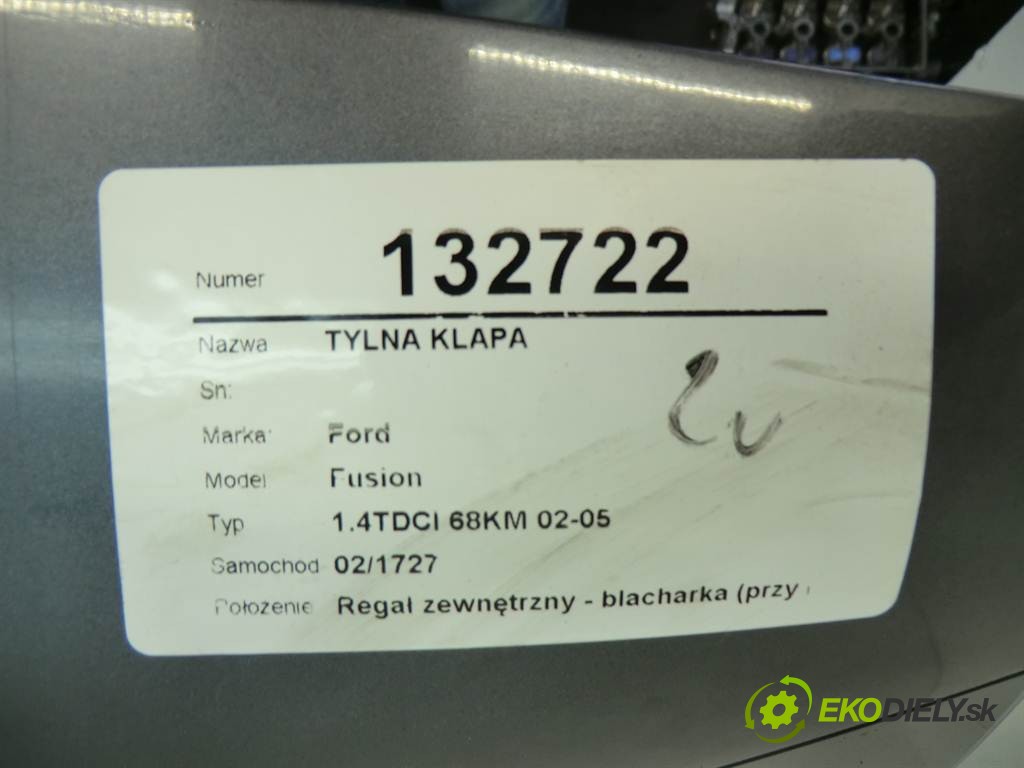 Numer 132722
Nazwa TYLNA KLAPA
Sn:
Marka: Ford
Model Fusion
Typ 1.4TDCI 68KM 02-05
Samochod 02/1727
Położenie Regał zewnętrzny - blacharka (przy
EKODIELY.sk